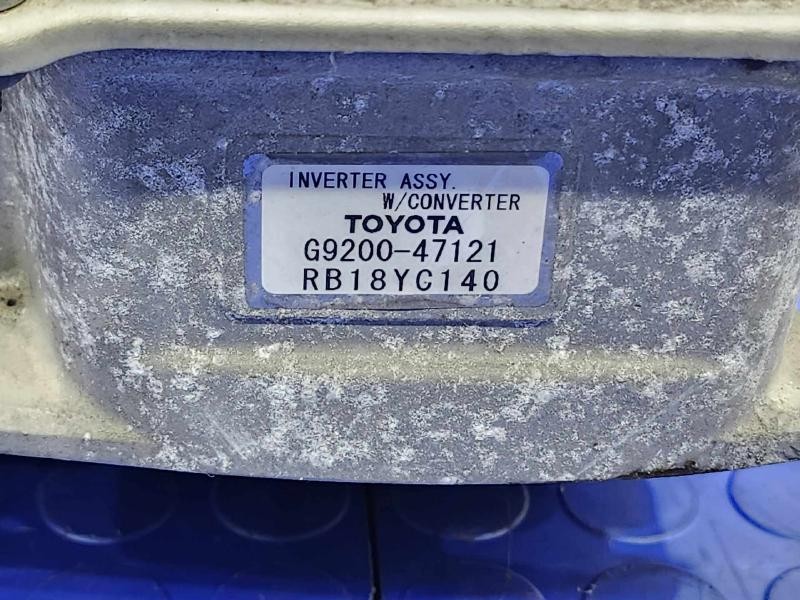 INVERTER ASSY.
W/CONVERTER
TOYOTA
G9200-47121
RB18YC140